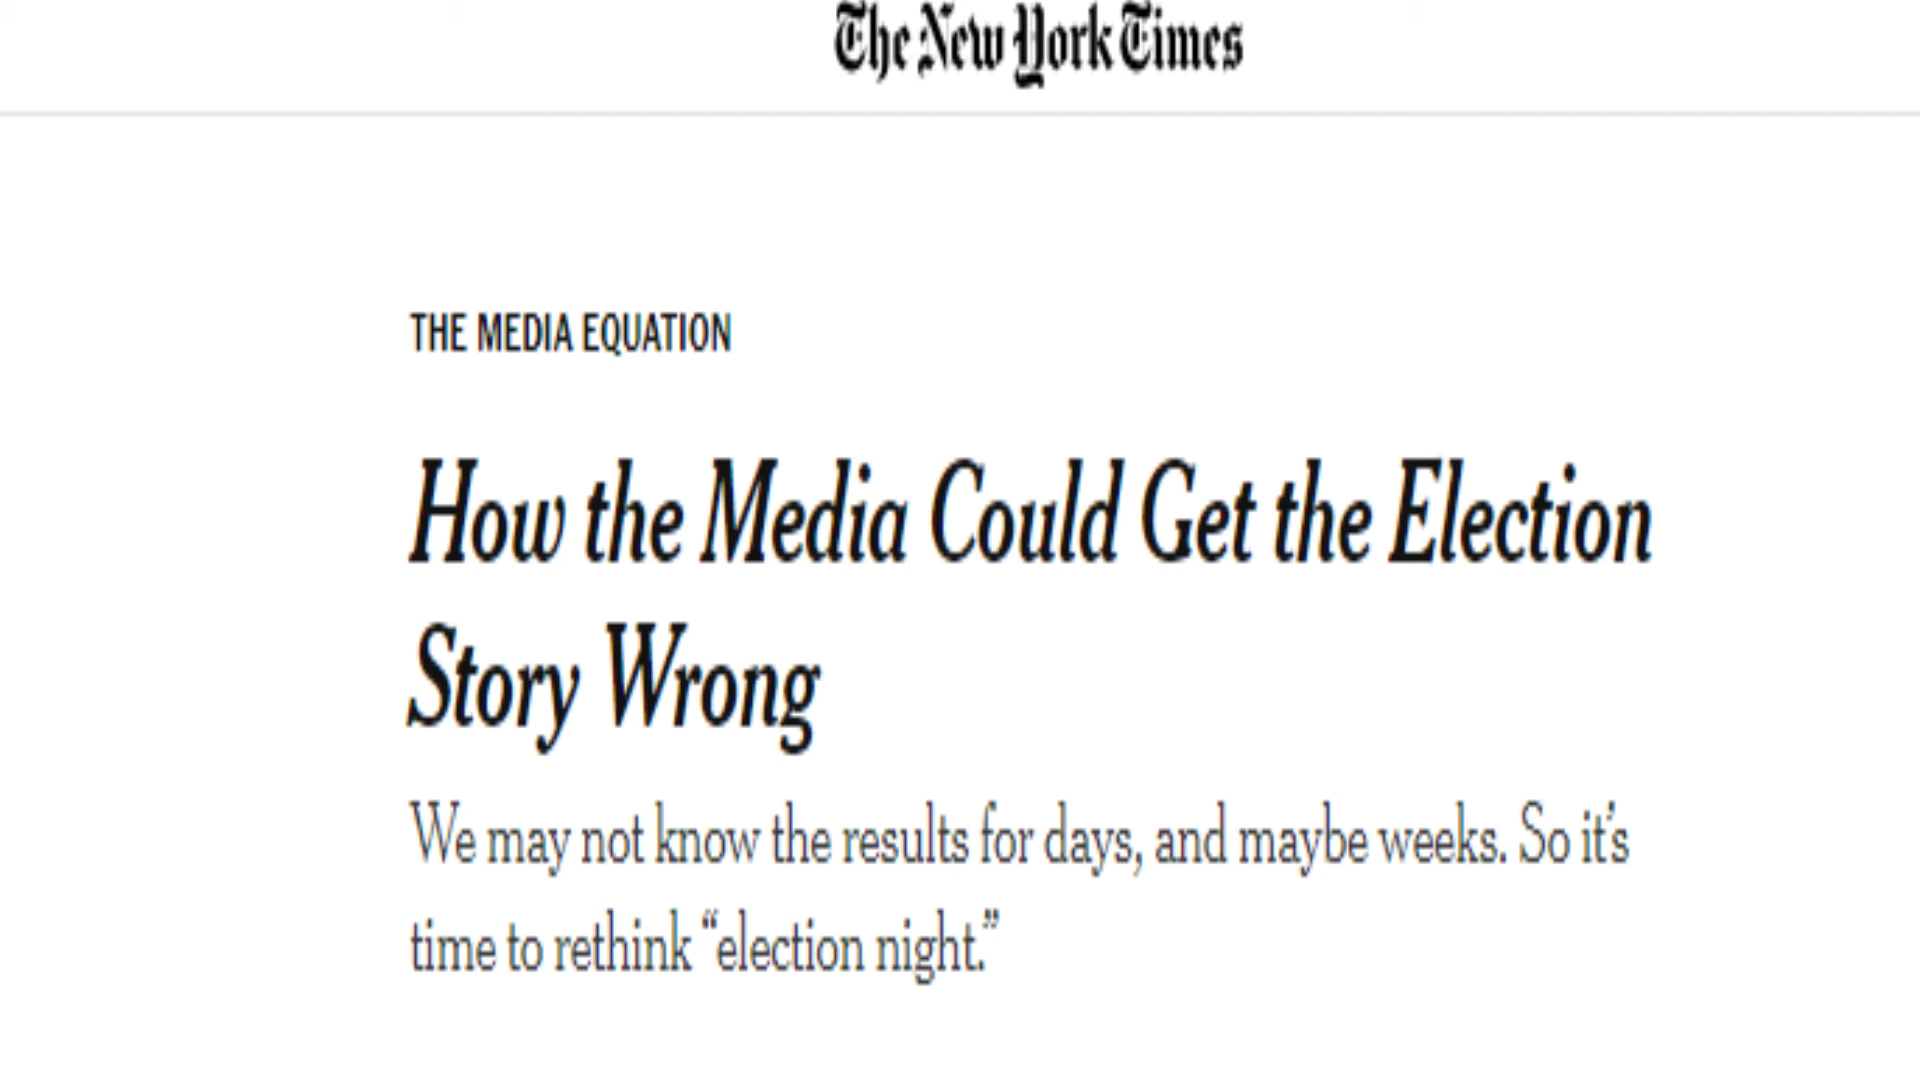 The New York Times
THE MEDIA EQUATION
How the Media Could Get the Election
Story Wrong
We may not know the results for days, and maybe weeks. So it’s
time to rethink “election night.”